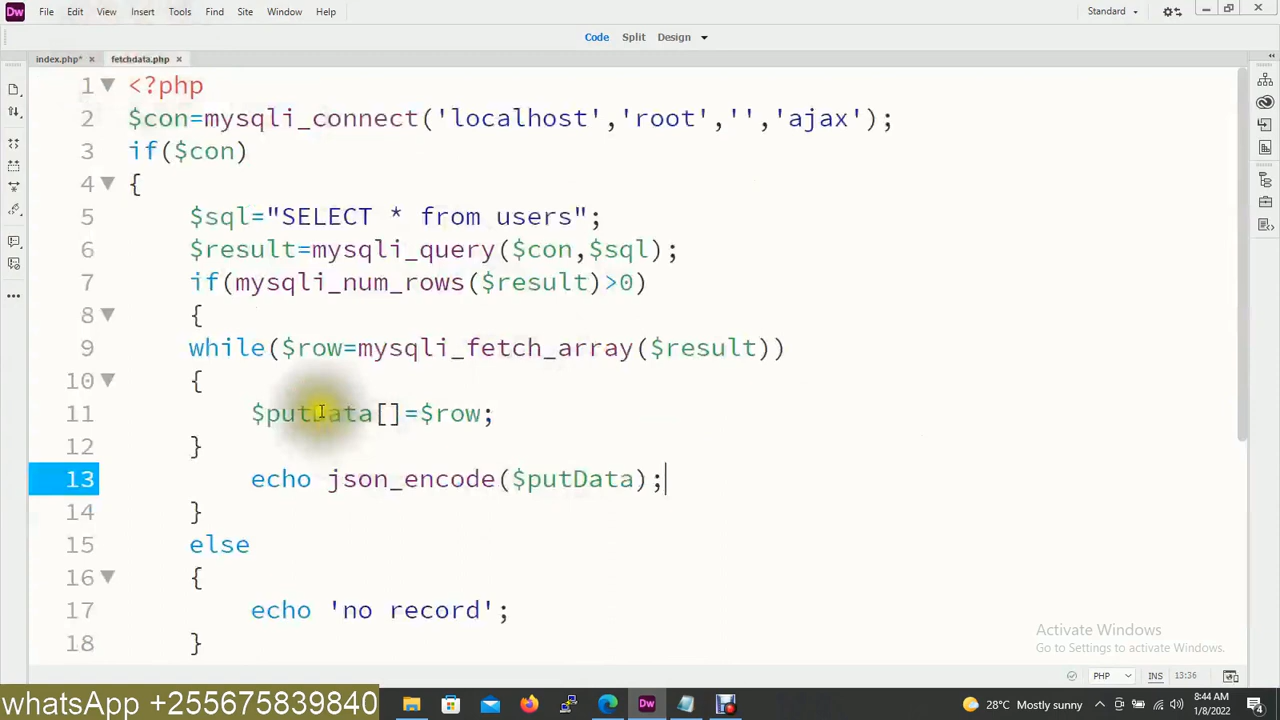 Dw File Edit View Insert Tools Find Site Window Help Standard
Code Split Design
index.php* × fetchdata.php ×
1 <?php
2 $con=mysqli_connect('localhost','root','','ajax');
3 if($con)
4 {
5 $sql="SELECT * from users";
6 $result=mysqli_query($con,$sql);
7 if(mysqli_num_rows($result)>0)
8 {
9 while($row=mysqli_fetch_array($result))
10 {
11 $putData[]=$row;
12 }
13 echo json_encode($putData);
14 }
15 else
16 {
17 echo 'no record';
18 }
Activate Windows
Go to Settings to activate Windows.
PHP INS 13:36
whatsApp +255675839840
Dw
28°C Mostly sunny
8:44 AM
1/8/2022
4